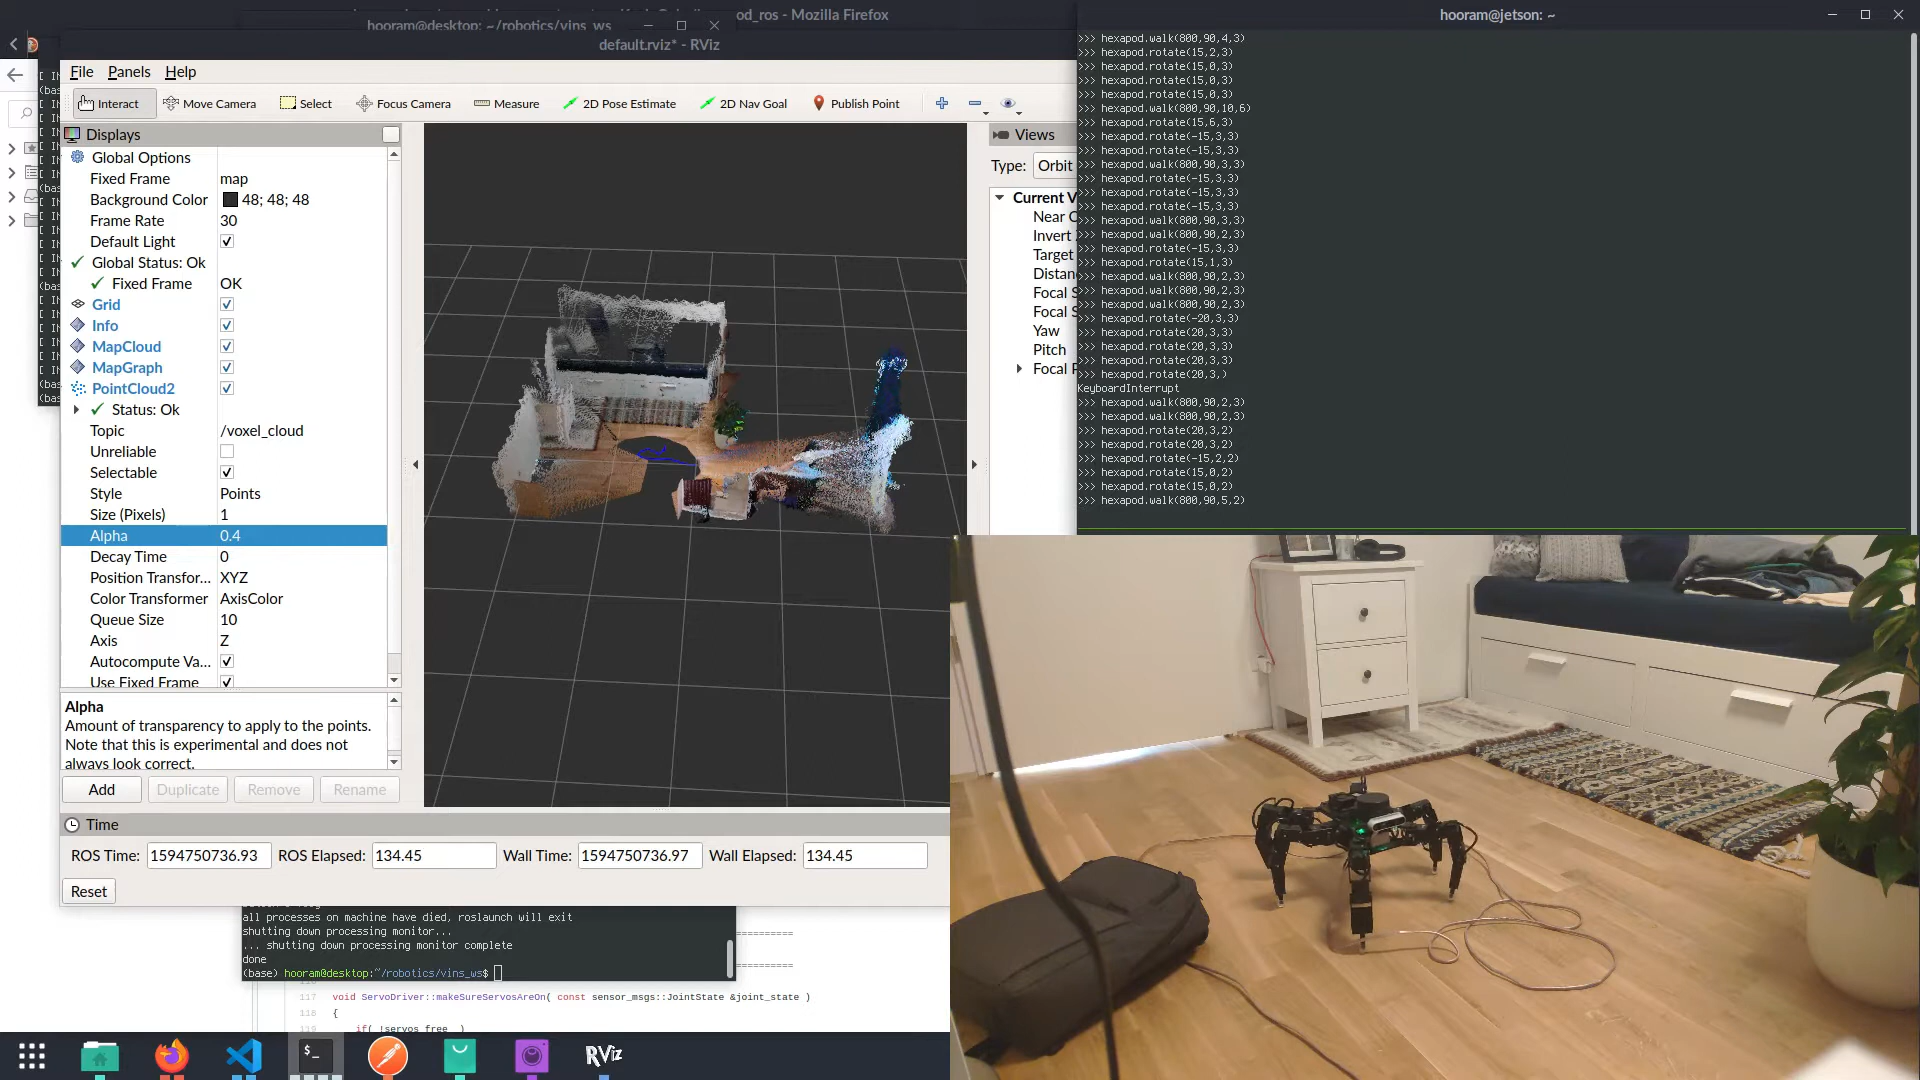 od_ros - Mozilla Firefox
hooram@desktop: ~/robotics/vins_ws
default.rviz* - RViz
File Panels Help
Interact Move Camera Select Focus Camera Measure 2D Pose Estimate 2D Nav Goal Publish Point
Displays
Global Options
Fixed Frame map
Background Color 48; 48; 48
Frame Rate 30
Default Light
Global Status: Ok
Fixed Frame OK
Grid
Info
MapCloud
MapGraph
PointCloud2
Status: Ok
Topic /voxel_cloud
Unreliable
Selectable
Style Points
Size (Pixels) 1
Alpha 0.4
Decay Time 0
Position Transfor... XYZ
Color Transformer AxisColor
Queue Size 10
Axis Z
Autocompute Va...
Use Fixed Frame
Alpha
Amount of transparency to apply to the points.
Note that this is experimental and does not
always look correct.
Add Duplicate Remove Rename
Time
ROS Time: 1594750736.93 ROS Elapsed: 134.45 Wall Time: 1594750736.97 Wall Elapsed: 134.45
Reset
Views
Type: Orbit
Current V
Near C
Invert
Target
Distan
Focal S
Focal S
Yaw
Pitch
Focal P
hooram@jetson: ~
>>> hexapod.walk(800,90,4,3)
>>> hexapod.rotate(15,2,3)
>>> hexapod.rotate(15,0,3)
>>> hexapod.rotate(15,0,3)
>>> hexapod.rotate(15,0,3)
>>> hexapod.walk(800,90,10,6)
>>> hexapod.rotate(15,6,3)
>>> hexapod.rotate(-15,3,3)
>>> hexapod.rotate(-15,3,3)
>>> hexapod.walk(800,90,3,3)
>>> hexapod.rotate(-15,3,3)
>>> hexapod.rotate(-15,3,3)
>>> hexapod.rotate(-15,3,3)
>>> hexapod.walk(800,90,3,3)
>>> hexapod.walk(800,90,2,3)
>>> hexapod.rotate(-15,3,3)
>>> hexapod.rotate(15,1,3)
>>> hexapod.walk(800,90,2,3)
>>> hexapod.walk(800,90,2,3)
>>> hexapod.walk(800,90,2,3)
>>> hexapod.rotate(-20,3,3)
>>> hexapod.rotate(20,3,3)
>>> hexapod.rotate(20,3,3)
>>> hexapod.rotate(20,3,3)
>>> hexapod.rotate(20,3,)
KeyboardInterrupt
>>> hexapod.walk(800,90,2,3)
>>> hexapod.walk(800,90,2,3)
>>> hexapod.rotate(20,3,2)
>>> hexapod.rotate(20,3,2)
>>> hexapod.rotate(-15,2,2)
>>> hexapod.rotate(15,0,2)
>>> hexapod.rotate(15,0,2)
>>> hexapod.walk(800,90,5,2)
all processes on machine have died, roslaunch will exit
shutting down processing monitor...
... shutting down processing monitor complete
done
(base) hooram@desktop:~/robotics/vins_ws$
117 void ServoDriver::makeSureServosAreOn( const sensor_msgs::JointState &joint_state )
118 {
119 if( !servos_free_ )
RViz